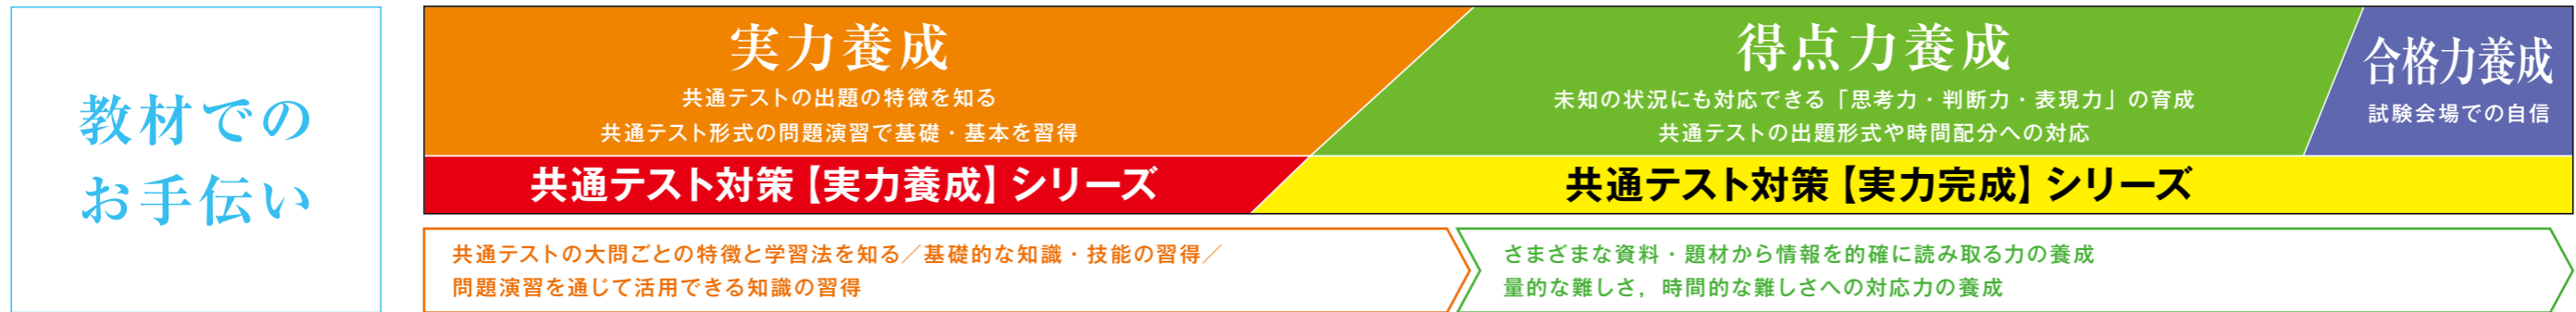 教材での
お手伝い
実力養成
共通テストの出題の特徴を知る
共通テスト形式の問題演習で基礎・基本を習得
得点力養成
未知の状況にも対応できる「思考力・判断力・表現力」の育成
共通テストの出題形式や時間配分への対応
合格力養成
試験会場での自信
共通テスト対策【実力養成】シリーズ
共通テスト対策【実力完成】シリーズ
共通テストの大問ごとの特徴と学習法を知る／基礎的な知識・技能の習得／
問題演習を通じて活用できる知識の習得
さまざまな資料・題材から情報を的確に読み取る力の養成
量的な難しさ，時間的な難しさへの対応力の養成